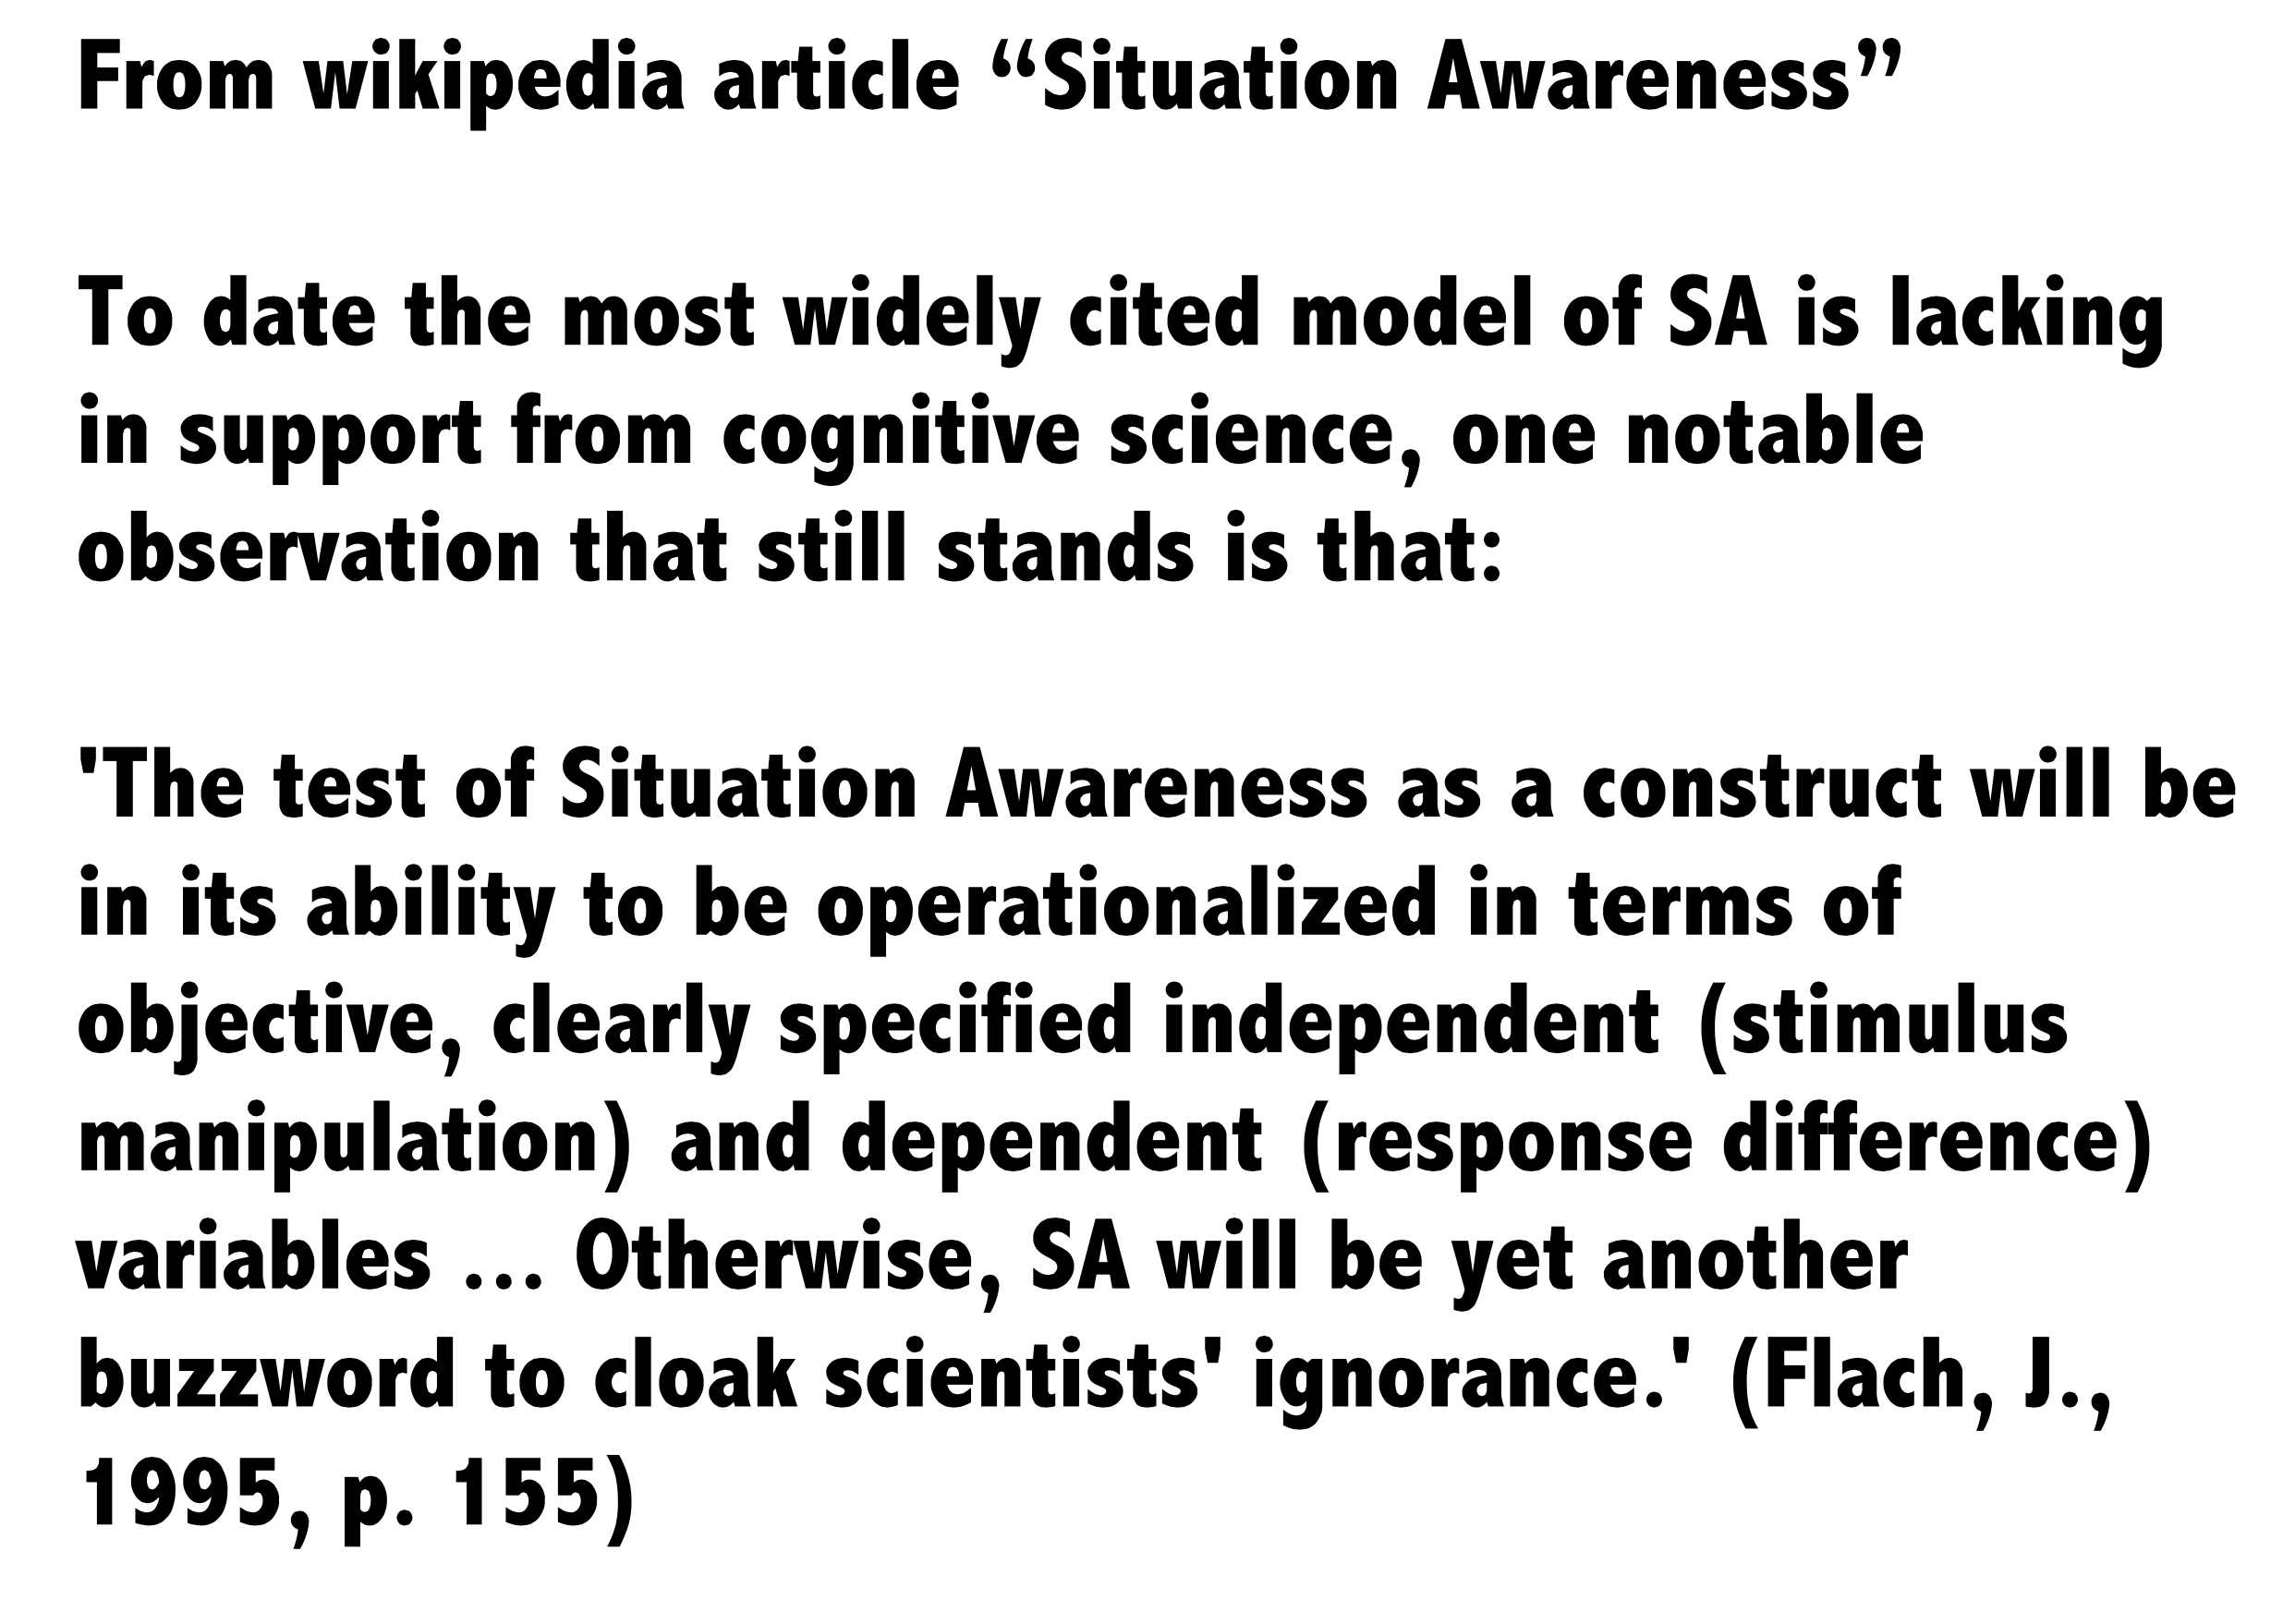 From wikipedia article “Situation Awareness”
To date the most widely cited model of SA is lacking
in support from cognitive science, one notable
observation that still stands is that:
'The test of Situation Awareness as a construct will be
in its ability to be operationalized in terms of
objective, clearly specified independent (stimulus
manipulation) and dependent (response difference)
variables ... Otherwise, SA will be yet another
buzzword to cloak scientists' ignorance.' (Flach, J.,
1995, p. 155)